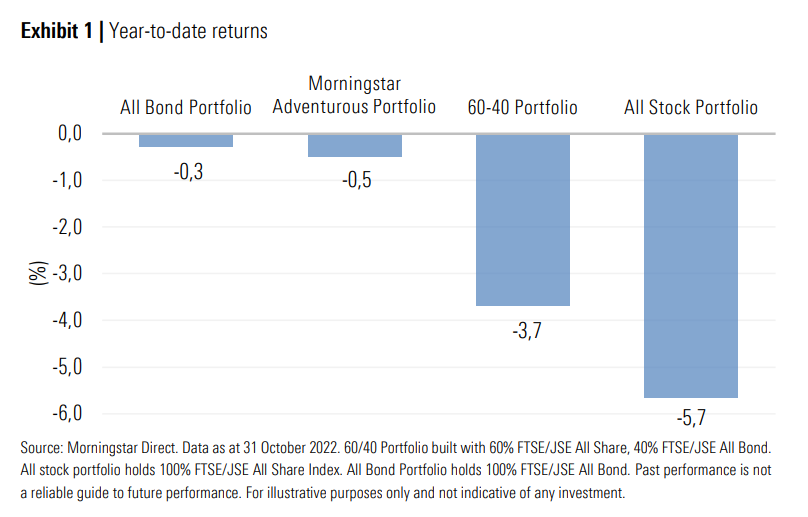 Exhibit 1 | Year-to-date returns
All Bond Portfolio
Morningstar
Adventurous Portfolio
60-40 Portfolio
All Stock Portfolio
0,0
-1,0
-2,0
-3,0
-4,0
-5,0
-6,0
(%)
-0,3
-0,5
-3,7
-5,7
Source: Morningstar Direct. Data as at 31 October 2022. 60/40 Portfolio built with 60% FTSE/JSE All Share, 40% FTSE/JSE All Bond.
All stock portfolio holds 100% FTSE/JSE All Share Index. All Bond Portfolio holds 100% FTSE/JSE All Bond. Past performance is not
a reliable guide to future performance. For illustrative purposes only and not indicative of any investment.